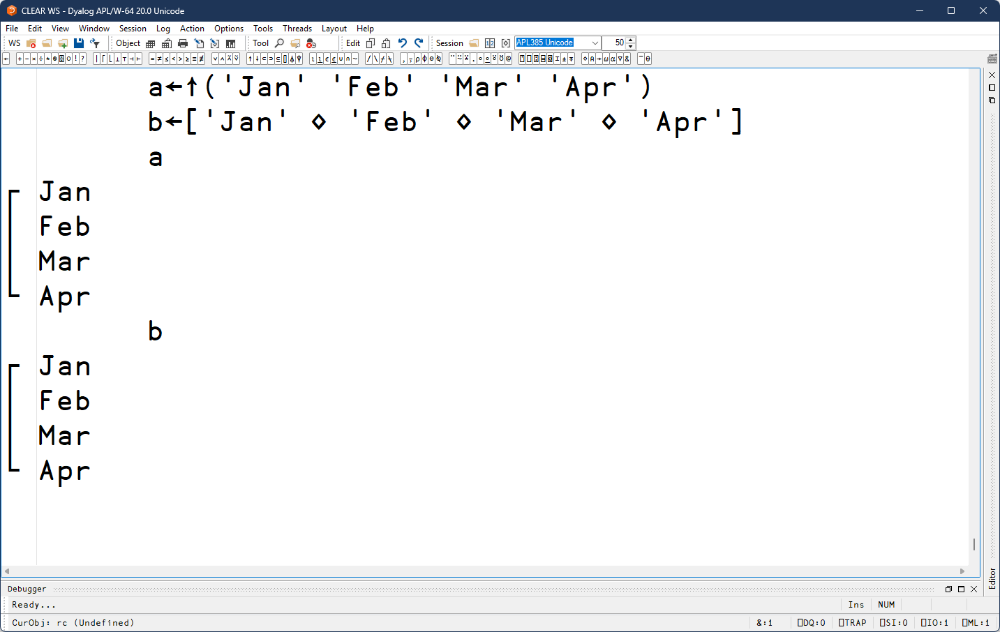 CLEAR WS - Dyalog APL/W-64 20.0 Unicode
File Edit View Window Session Log Action Options Tools Threads Layout Help
WS Object Tool Edit Session APL385 Unicode 50
a←↑('Jan' 'Feb' 'Mar' 'Apr')
b←['Jan' ⋄ 'Feb' ⋄ 'Mar' ⋄ 'Apr']
a
Jan
Feb
Mar
Apr
b
Jan
Feb
Mar
Apr
Editor
Debugger
Ready...
Ins NUM
CurObj: rc (Undefined)
&:1 ⎕DQ:0 ⎕TRAP ⎕SI:0 ⎕IO:1 ⎕ML:1